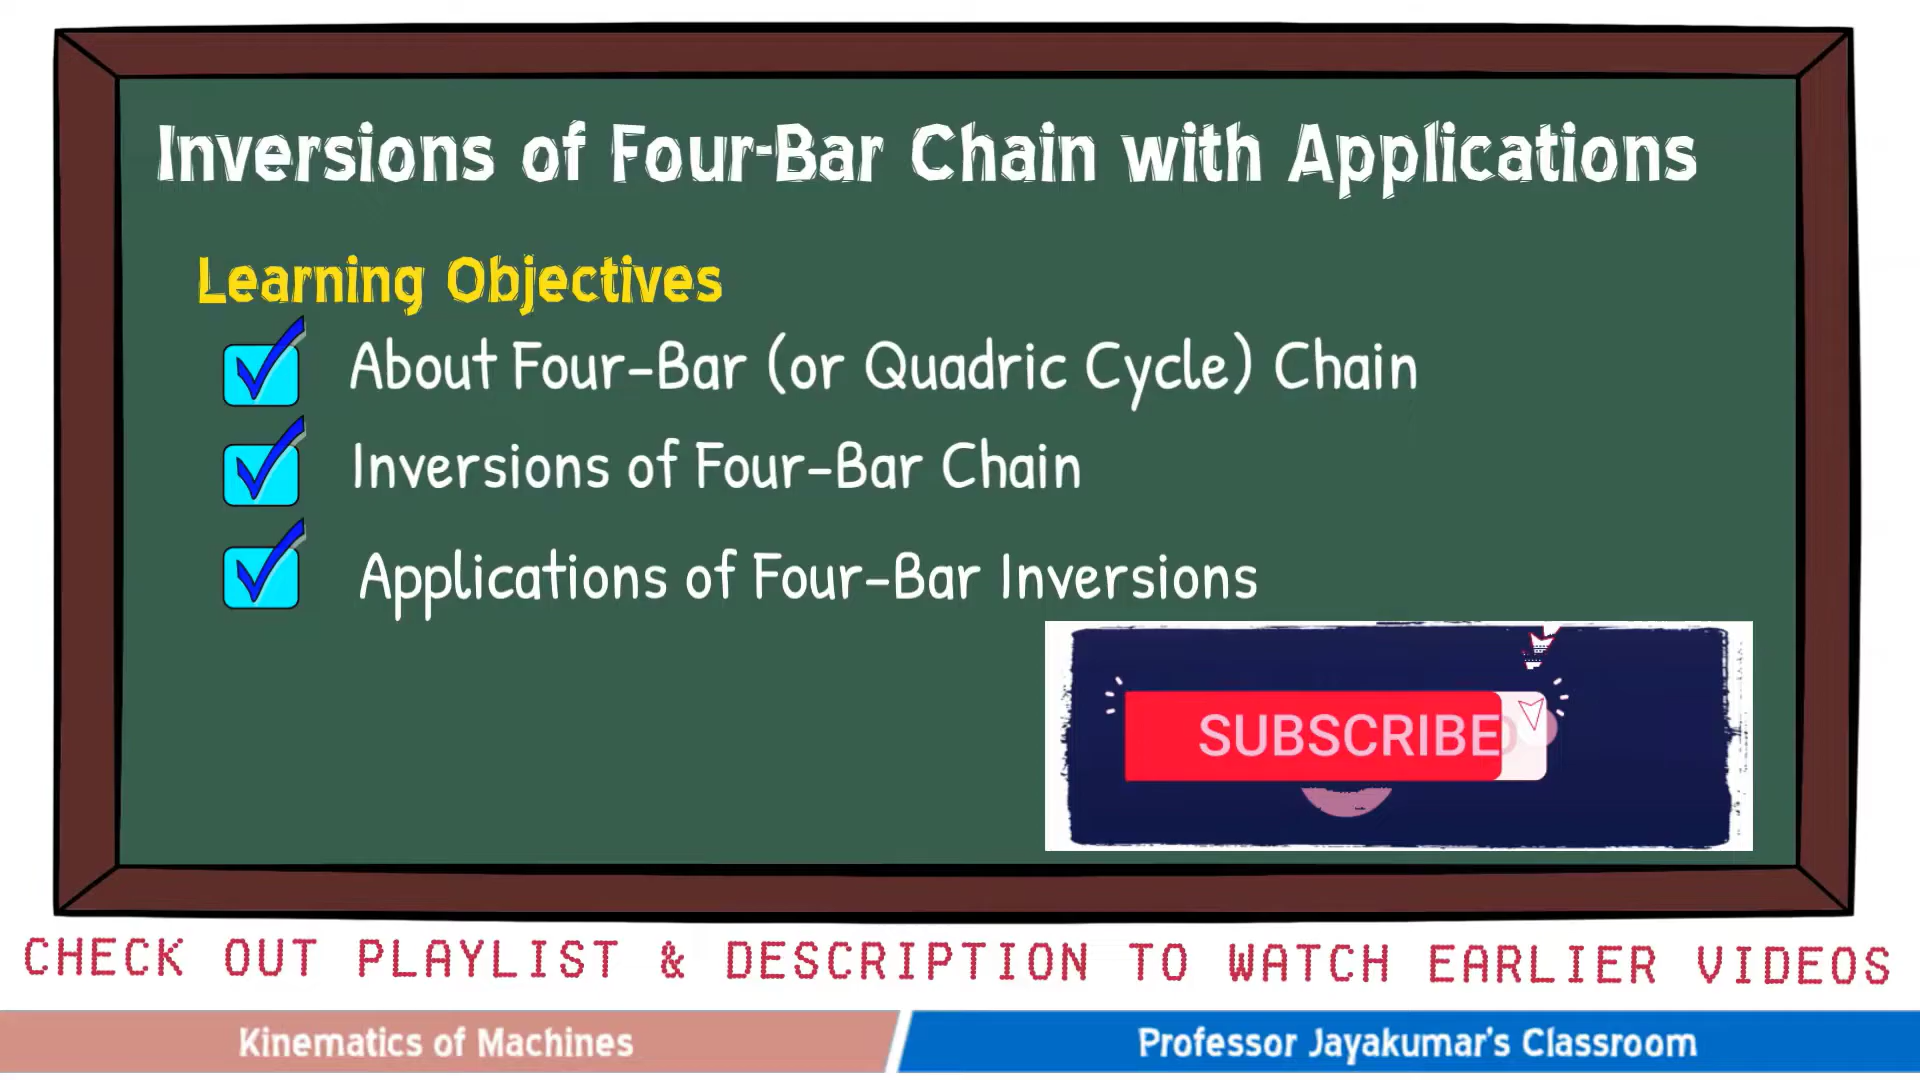 Inversions of Four-Bar Chain with Applications
Learning Objectives
About Four-Bar (or Quadric Cycle) Chain
Inversions of Four-Bar Chain
Applications of Four-Bar Inversions
SUBSCRIBE
CHECK OUT PLAYLIST & DESCRIPTION TO WATCH EARLIER VIDEOS
Kinematics of Machines
Professor Jayakumar's Classroom